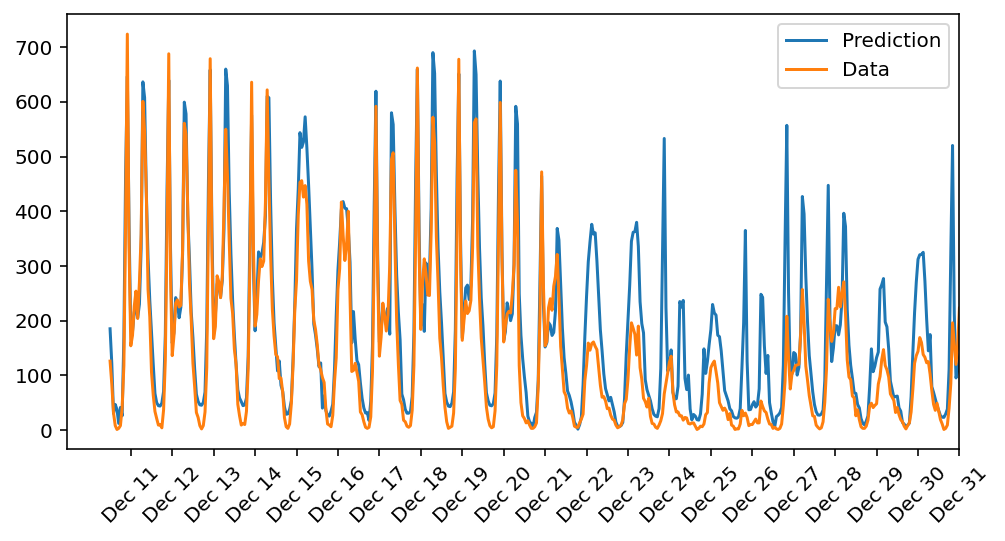 700
600
500
400
300
200
100
0
Prediction
Data
Dec 11
Dec 12
Dec 13
Dec 14
Dec 15
Dec 16
Dec 17
Dec 18
Dec 19
Dec 20
Dec 21
Dec 22
Dec 23
Dec 24
Dec 25
Dec 26
Dec 27
Dec 28
Dec 29
Dec 30
Dec 31